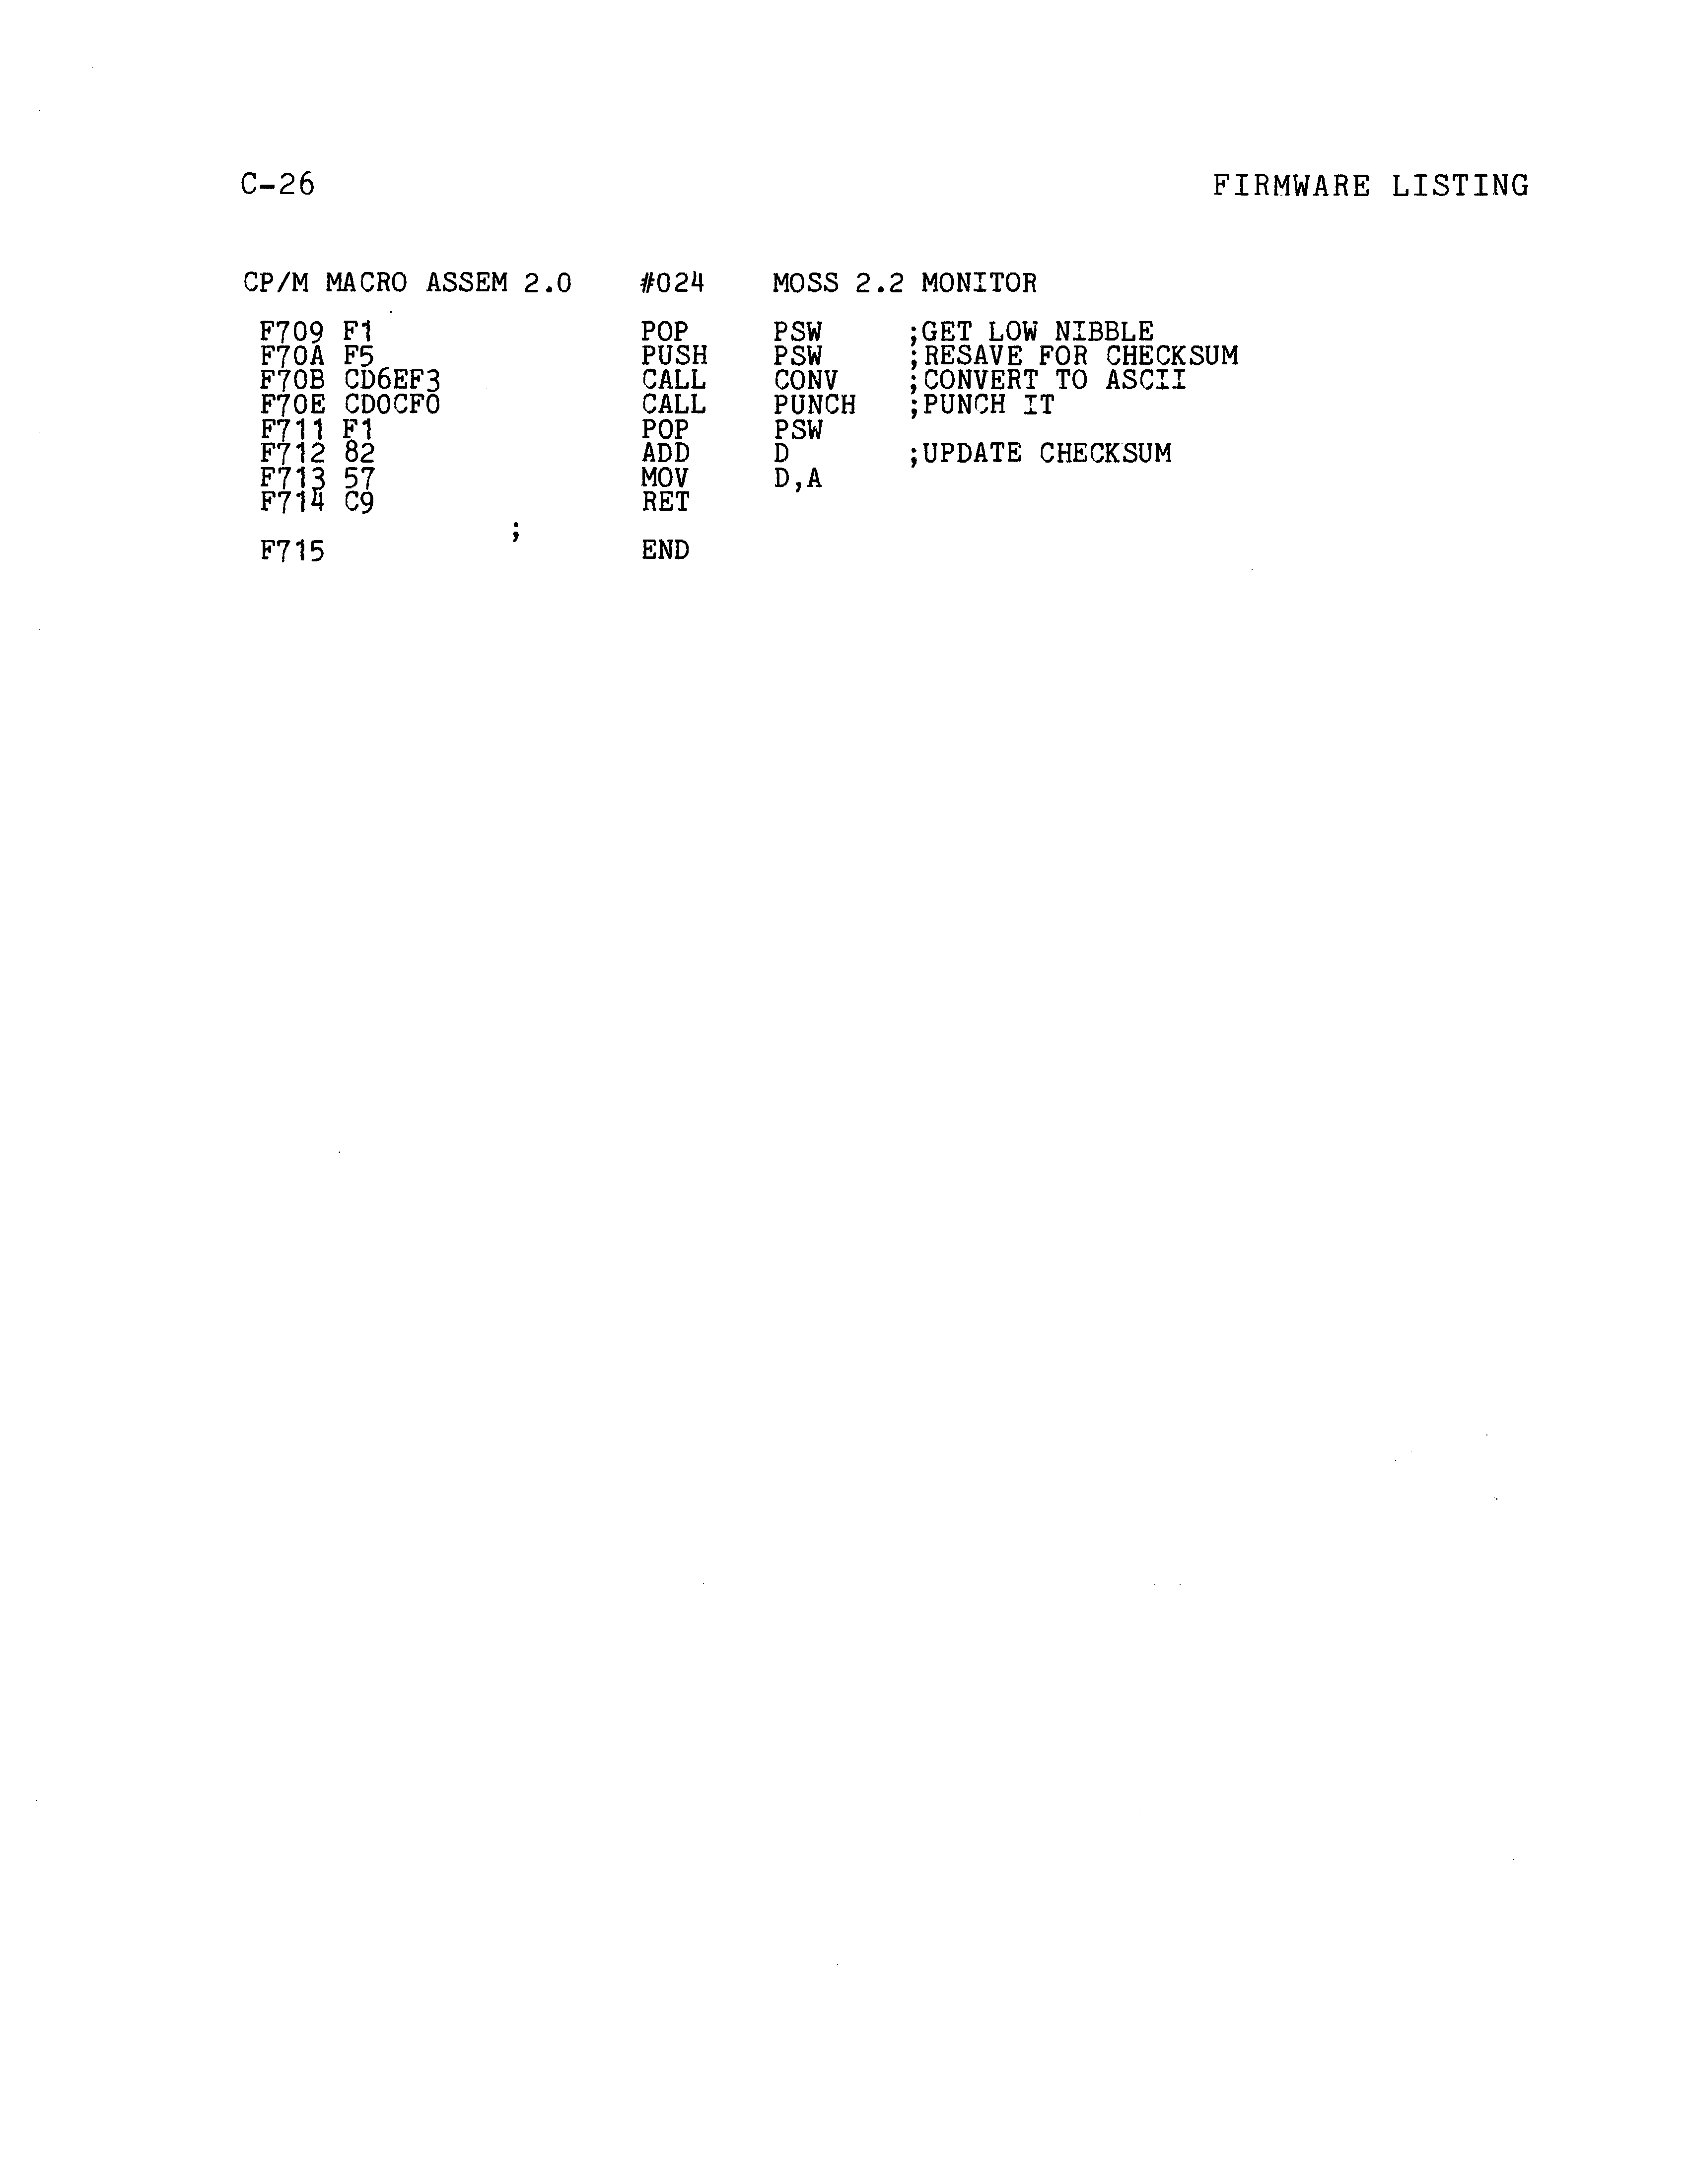 C-26 FIRMWARE LISTING
CP/M MACRO ASSEM 2.0 #024 MOSS 2.2 MONITOR
F709 F1 POP PSW ;GET LOW NIBBLE
F70A F5 PUSH PSW ;RESAVE FOR CHECKSUM
F70B CD6EF3 CALL CONV ;CONVERT TO ASCII
F70E CD0CF0 CALL PUNCH ;PUNCH IT
F711 F1 POP PSW
F712 82 ADD D ;UPDATE CHECKSUM
F713 57 MOV D,A
F714 C9 RET
;
F715 END